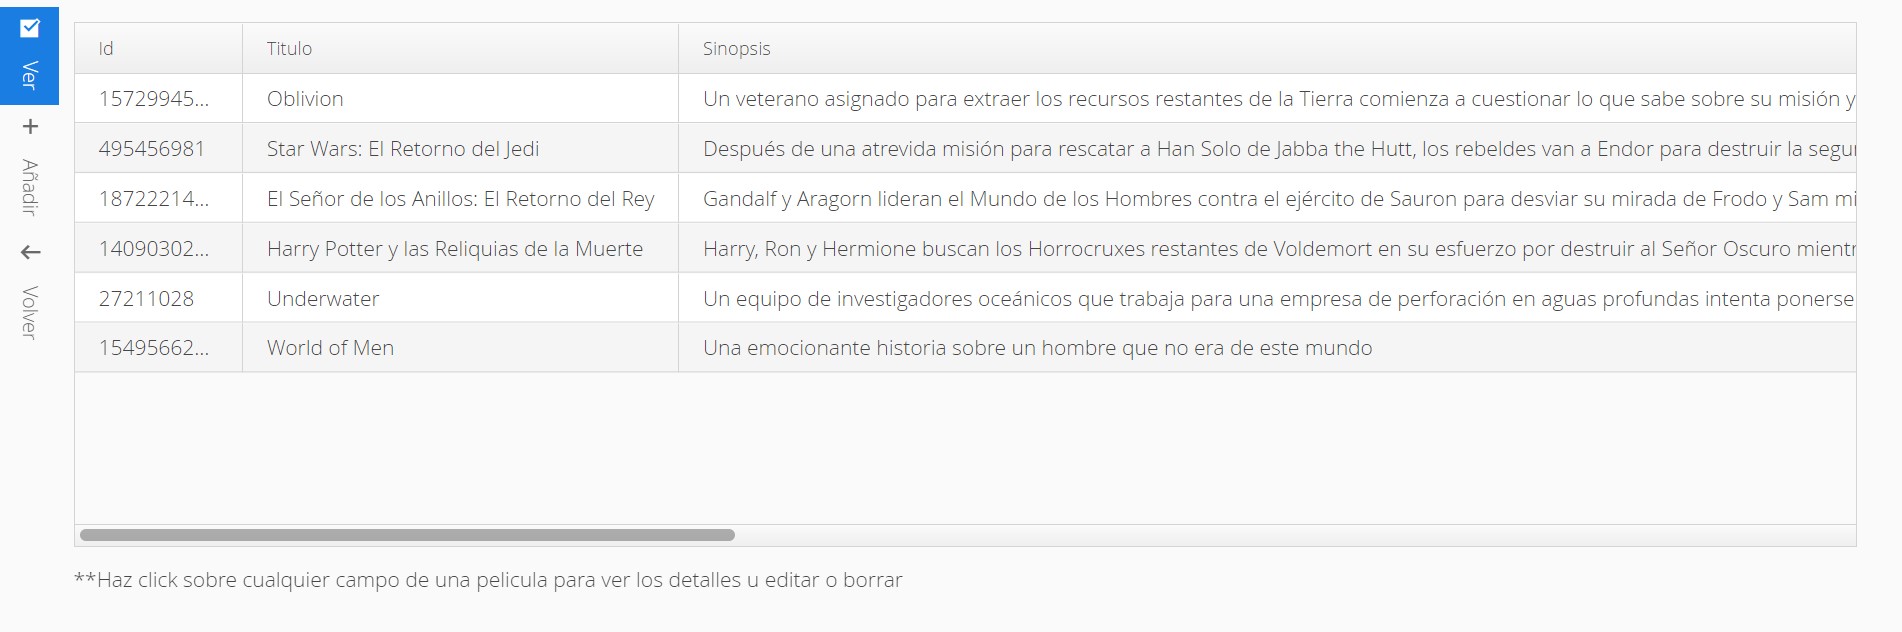 Ver
Añadir
Volver
Id Titulo Sinopsis
15729945... Oblivion Un veterano asignado para extraer los recursos restantes de la Tierra comienza a cuestionar lo que sabe sobre su misión y
495456981 Star Wars: El Retorno del Jedi Después de una atrevida misión para rescatar a Han Solo de Jabba the Hutt, los rebeldes van a Endor para destruir la segu
18722214... El Señor de los Anillos: El Retorno del Rey Gandalf y Aragorn lideran el Mundo de los Hombres contra el ejército de Sauron para desviar su mirada de Frodo y Sam mi
14090302... Harry Potter y las Reliquias de la Muerte Harry, Ron y Hermione buscan los Horrocruxes restantes de Voldemort en su esfuerzo por destruir al Señor Oscuro mientr
27211028 Underwater Un equipo de investigadores oceánicos que trabaja para una empresa de perforación en aguas profundas intenta ponerse
15495662... World of Men Una emocionante historia sobre un hombre que no era de este mundo
**Haz click sobre cualquier campo de una pelicula para ver los detalles u editar o borrar